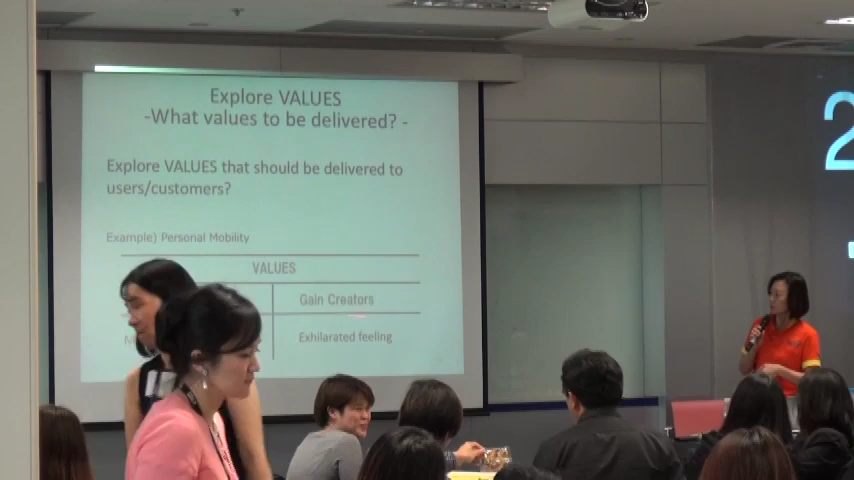 Explore VALUES
-What values to be delivered? -
Explore VALUES that should be delivered to
users/customers?
Example) Personal Mobility
VALUES
Gain Creators
Exhilarated feeling
2